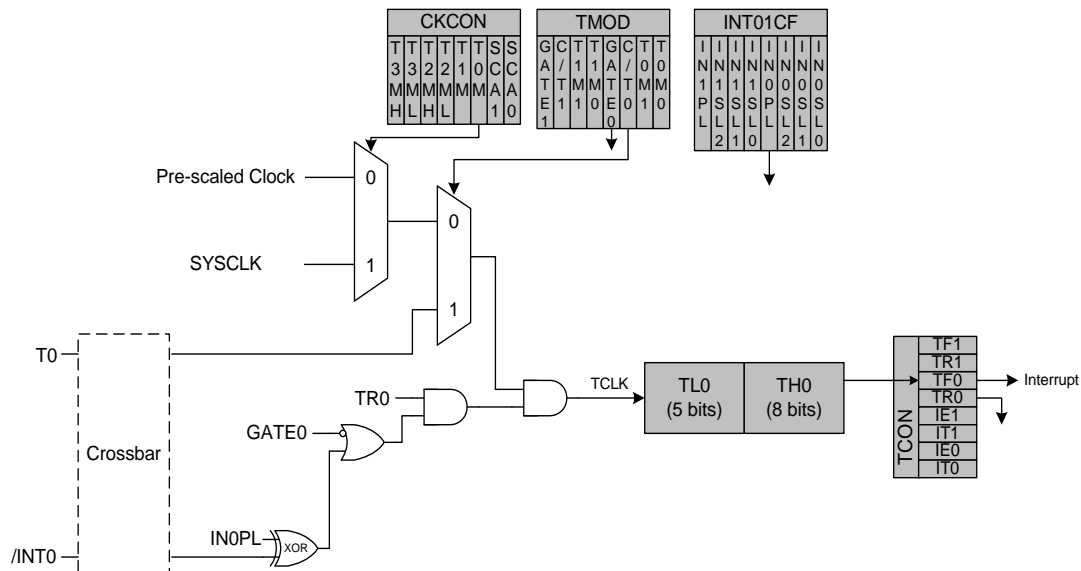 CKCON
TMOD
INT01CF
T3MH
T3ML
T2MH
T2ML
T1M
T0M
SCA1
SCA0
GATE1
C/T1
T1M1
T1M0
GATE0
C/T0
T0M1
T0M0
IN1PL
IN1SL2
IN1SL1
IN1SL0
IN0PL
IN0SL2
IN0SL1
IN0SL0
Pre-scaled Clock
0
SYSCLK
1
0
1
T0
Crossbar
/INT0
TR0
GATE0
IN0PL
XOR
TCLK
TL0
(5 bits)
TH0
(8 bits)
TCON
TF1
TR1
TF0
TR0
IE1
IT1
IE0
IT0
Interrupt